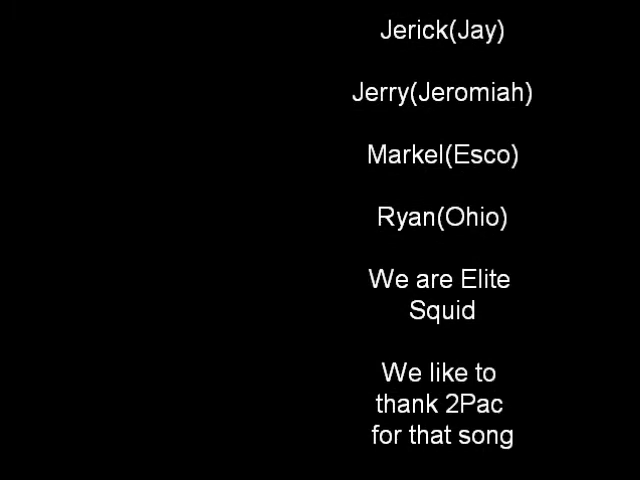 Jerick(Jay)
Jerry(Jeromiah)
Markel(Esco)
Ryan(Ohio)
We are Elite
Squid
We like to
thank 2Pac
for that song